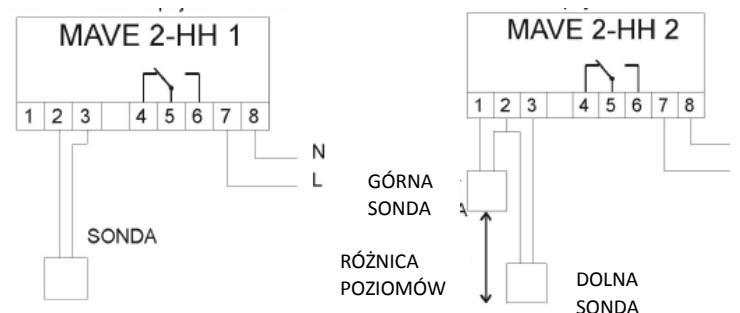 MAVE 2-HH 1
1 2 3 4 5 6 7 8
N
L
SONDA
MAVE 2-HH 2
1 2 3 4 5 6 7 8
GÓRNA
SONDA
RÓŻNICA
POZIOMÓW
DOLNA
SONDA